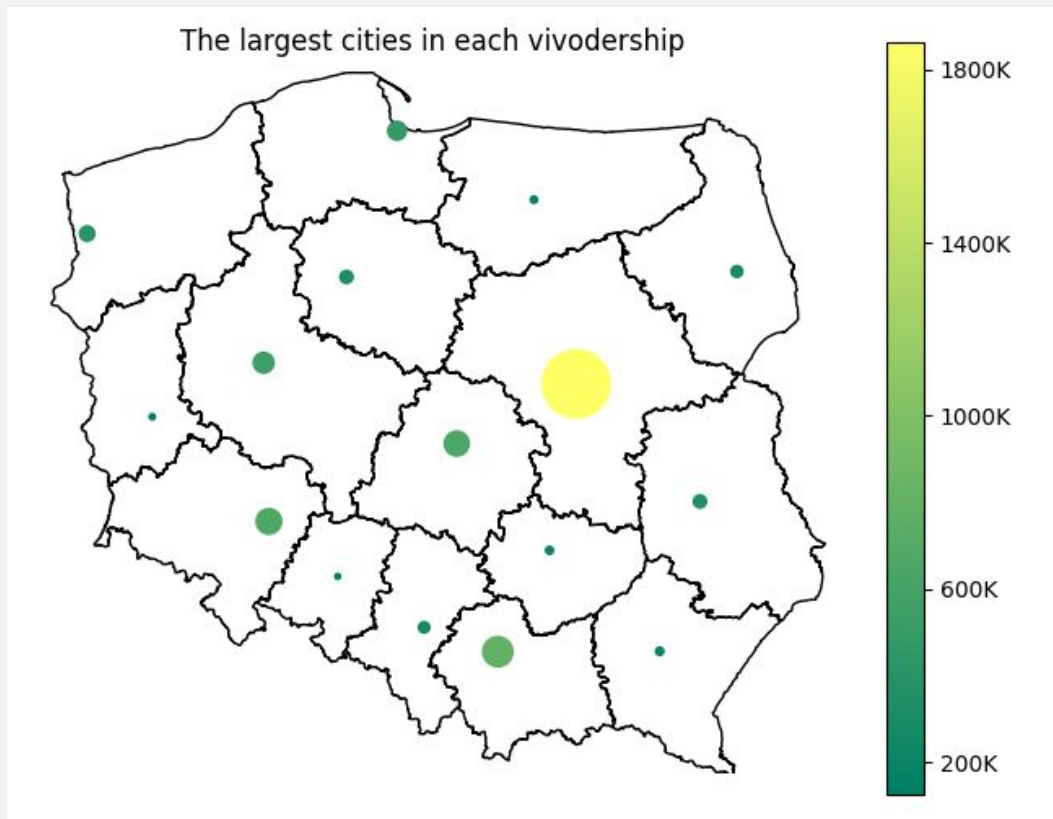 The largest cities in each vivodership
1800K
1400K
1000K
600K
200K